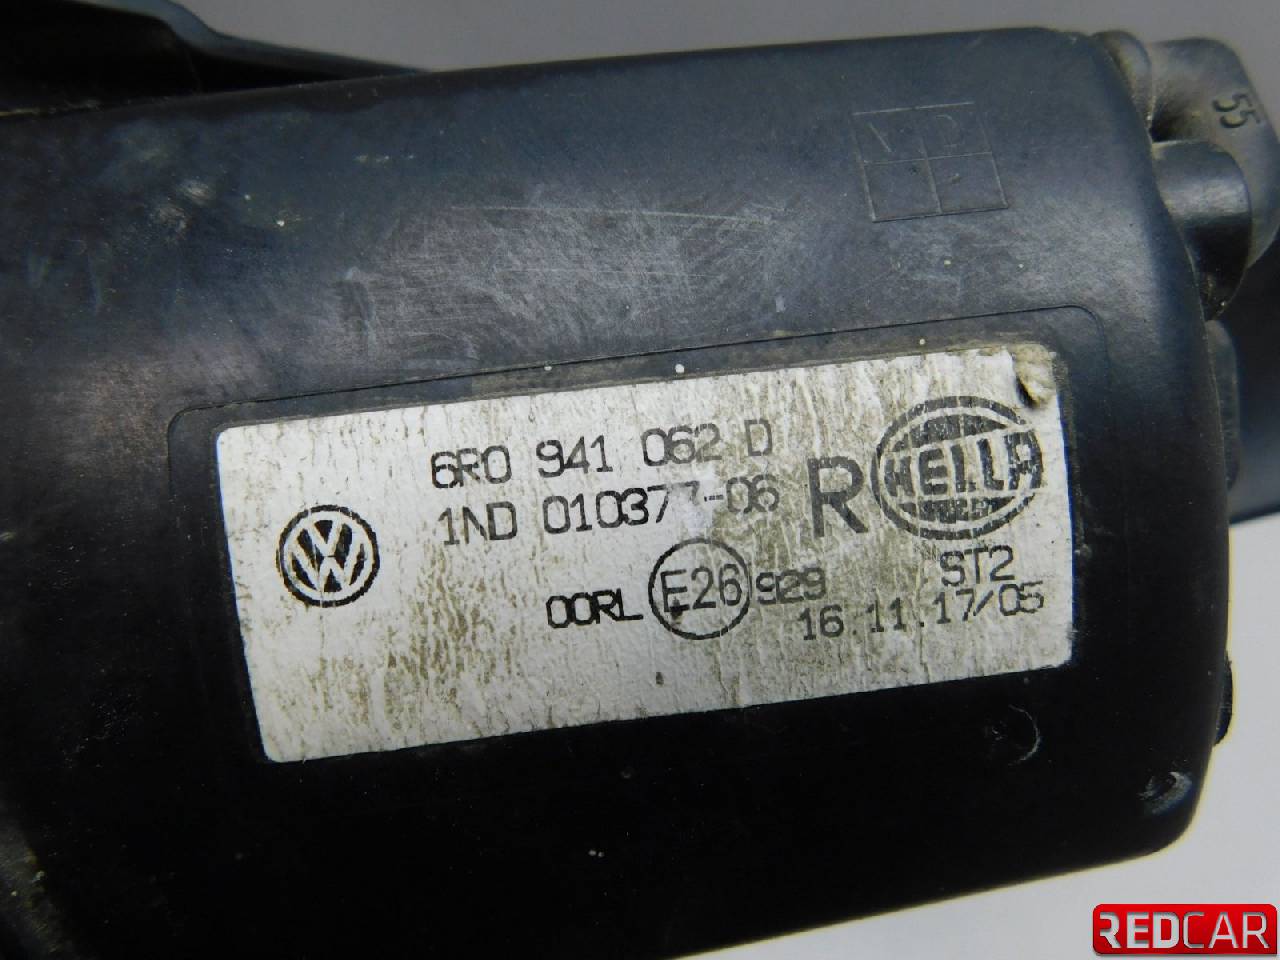 55
6R0 941 062 D
1ND 010377-06 R HELLA
ST2
00RL E26 929
16.11.17/05
REDCAR